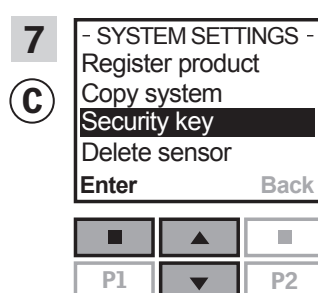 7
C
- SYSTEM SETTINGS -
Register product
Copy system
Security key
Delete sensor
Enter Back
P1 P2